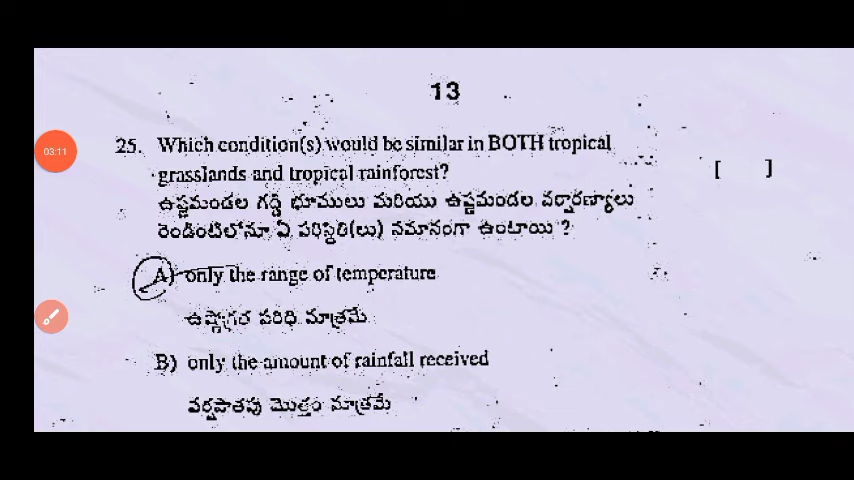 13
03:11
25. Which condition(s) would be similar in BOTH tropical
grasslands and tropical rainforest? [ ]
ఉష్ణమండల గడ్డి భూములు మరియు ఉష్ణమండల వర్షారణ్యాలు
రెండింటిలోనూ ఏ పరిస్థితి(లు) సమానంగా ఉంటాయి ?
A) only the range of temperature
ఉష్ణోగ్రత పరిధి మాత్రమే
B) only the amount of rainfall received
వర్షపాతపు మొత్తం మాత్రమే